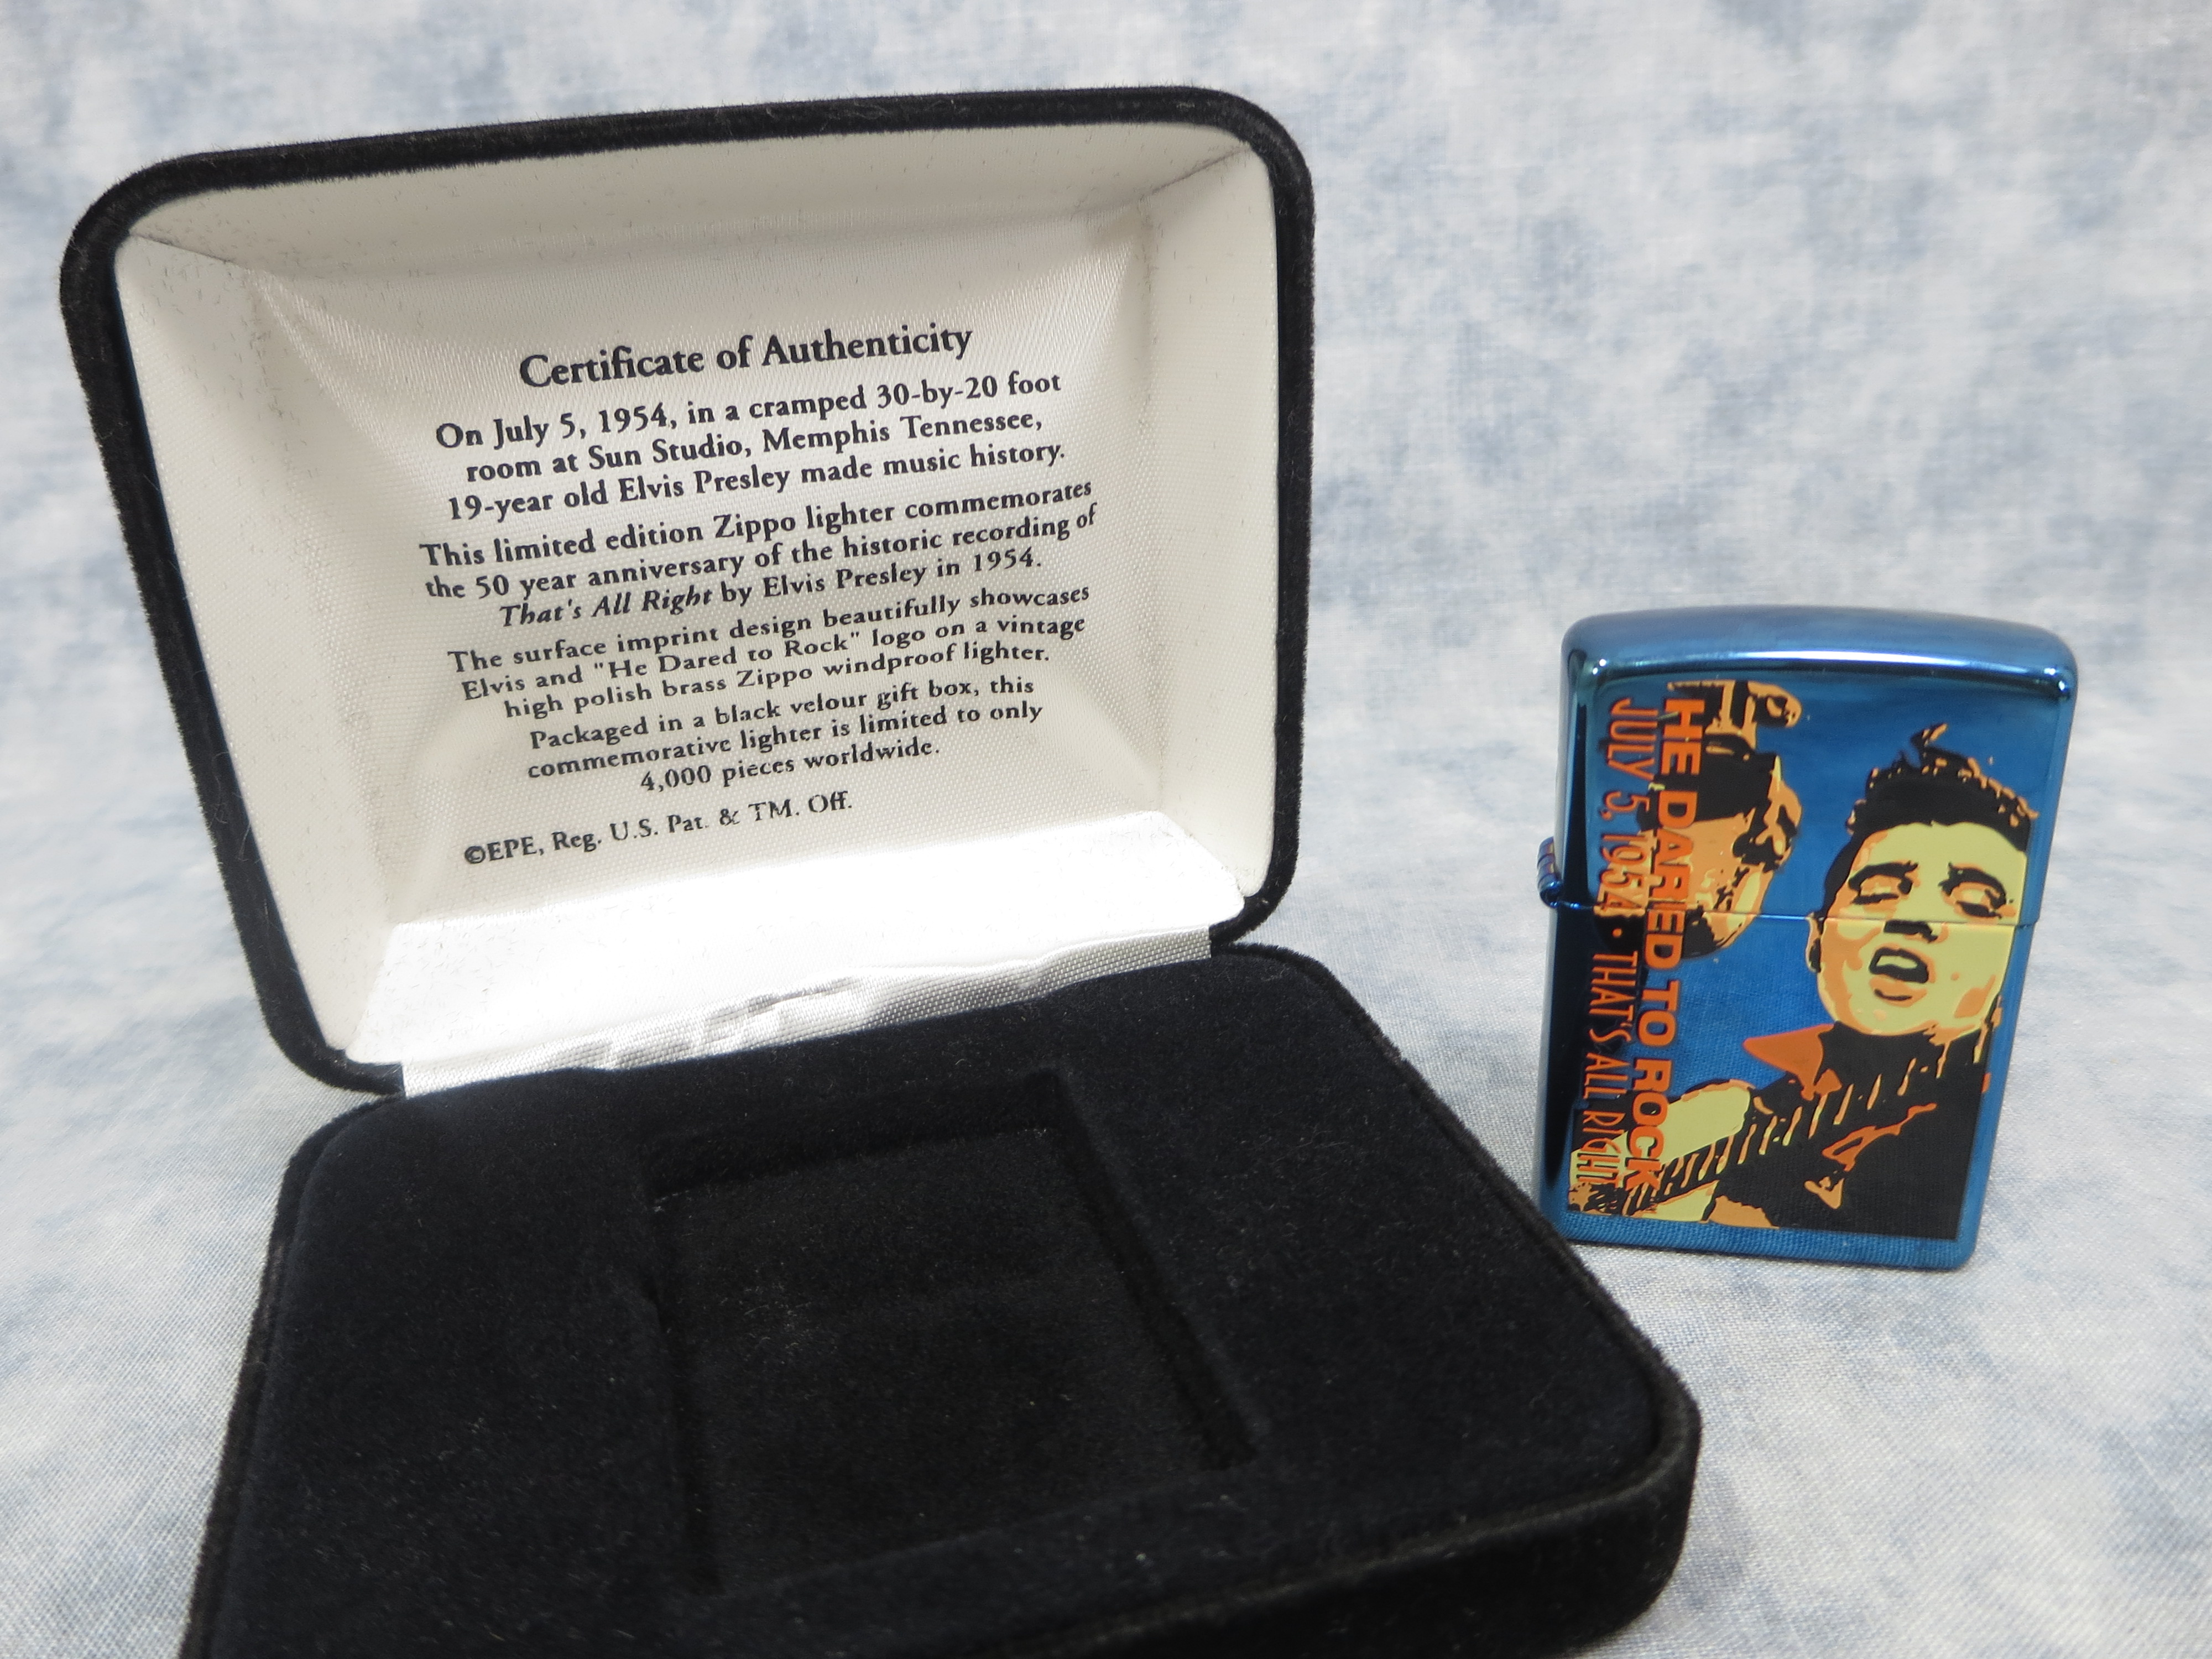 Certificate of Authenticity
On July 5, 1954, in a cramped 30-by-20 foot
room at Sun Studio, Memphis Tennessee,
19-year old Elvis Presley made music history.
This limited edition Zippo lighter commemorates
the 50 year anniversary of the historic recording of
That's All Right by Elvis Presley in 1954.
The surface imprint design beautifully showcases
Elvis and "He Dared to Rock" logo on a vintage
high polish brass Zippo windproof lighter.
Packaged in a black velour gift box, this
commemorative lighter is limited to only
4,000 pieces worldwide.
©EPE, Reg. U.S. Pat. & TM. Off.
HE DARED TO ROCK
JULY 5, 1954 • THAT'S ALL RIGHT